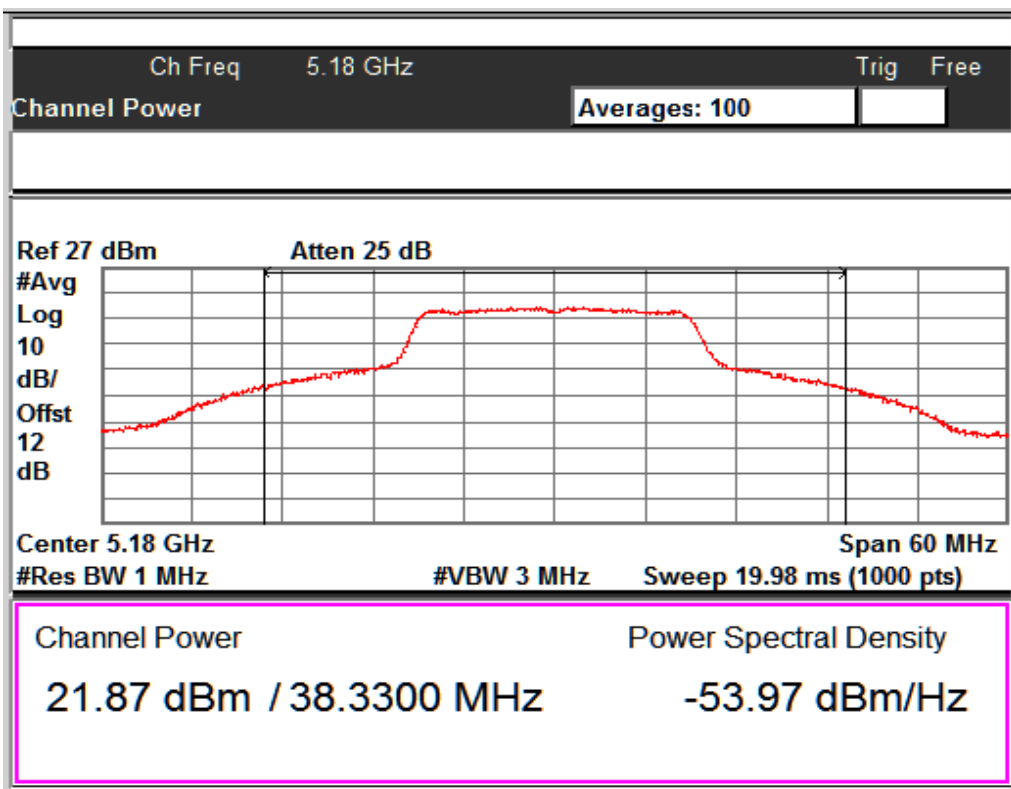 Ch Freq 5.18 GHz Trig Free
Channel Power Averages: 100
Ref 27 dBm Atten 25 dB
#Avg
Log
10
dB/
Offst
12
dB
Center 5.18 GHz Span 60 MHz
#Res BW 1 MHz #VBW 3 MHz Sweep 19.98 ms (1000 pts)
Channel Power Power Spectral Density
21.87 dBm / 38.3300 MHz -53.97 dBm/Hz